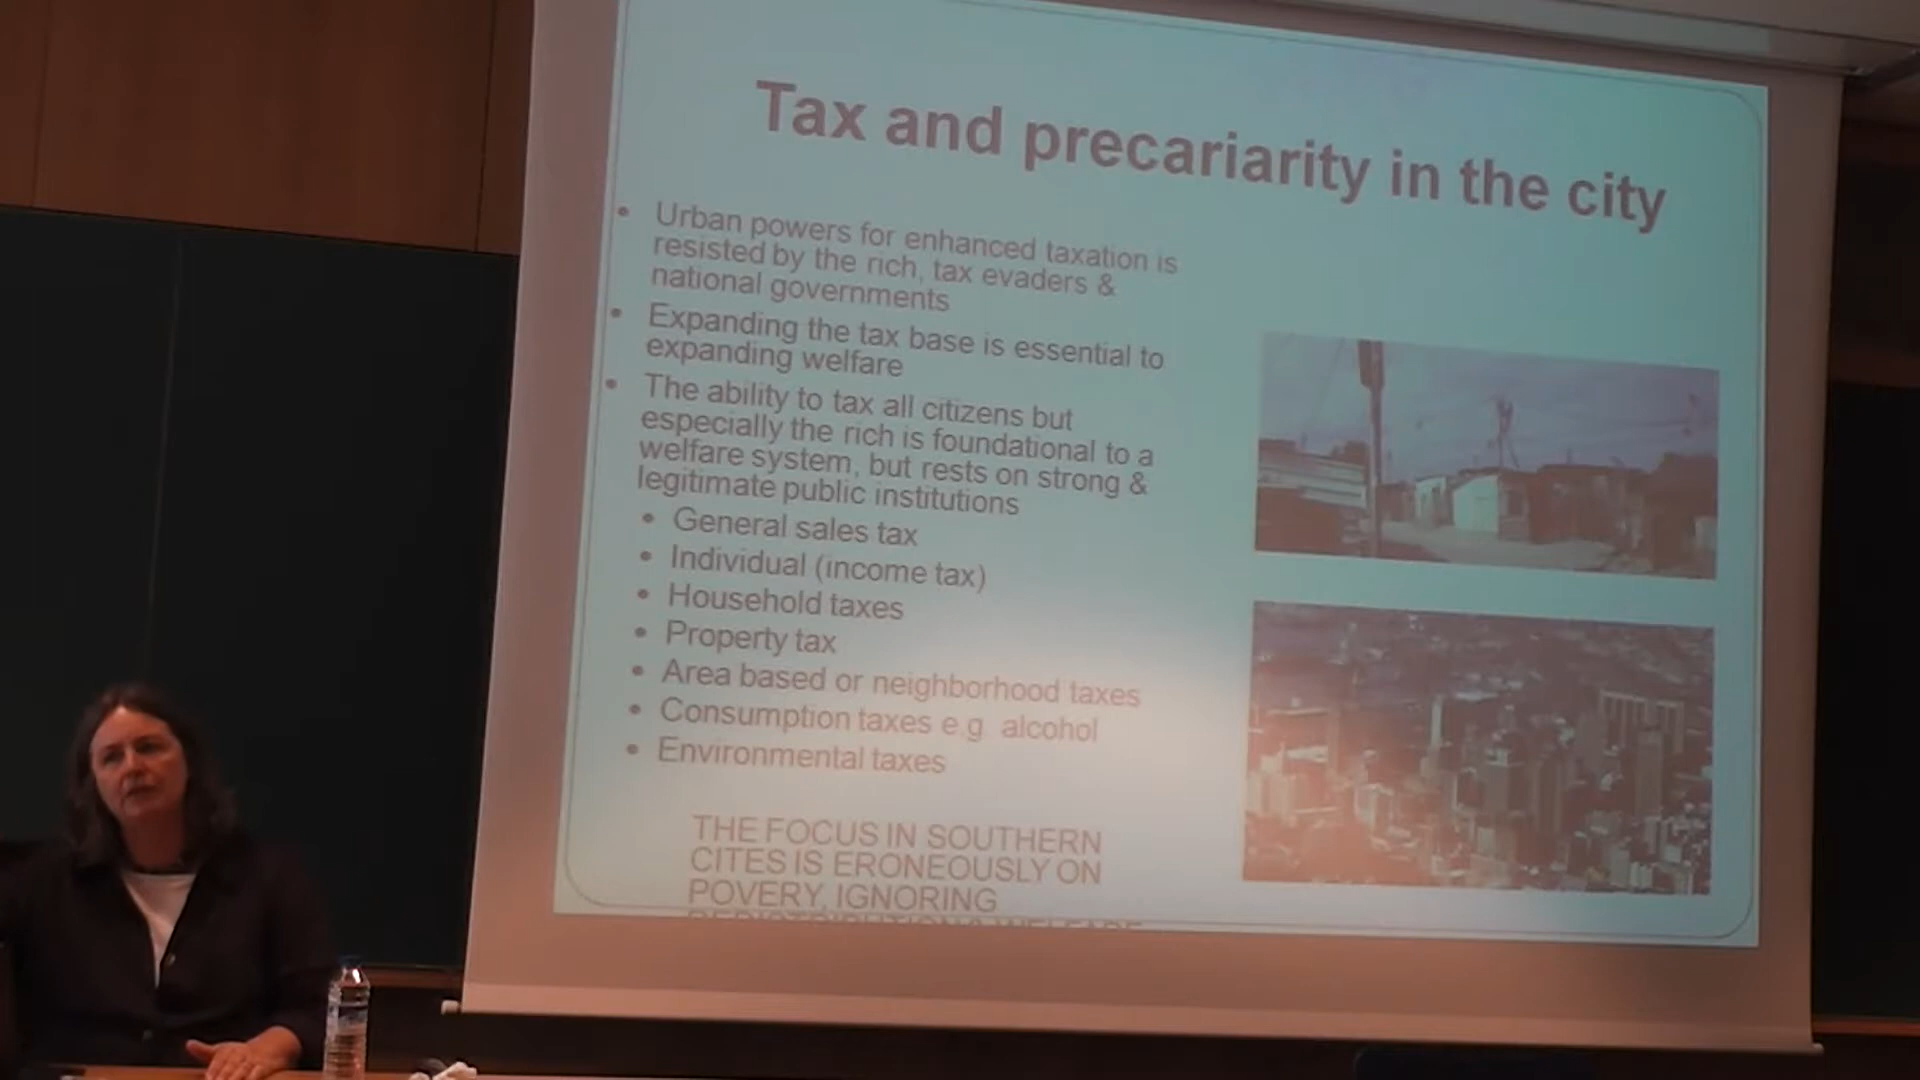 Tax and precariarity in the city
• Urban powers for enhanced taxation is
resisted by the rich, tax evaders &
national governments
• Expanding the tax base is essential to
expanding welfare
• The ability to tax all citizens but
especially the rich is foundational to a
welfare system, but rests on strong &
legitimate public institutions
• General sales tax
• Individual (income tax)
• Household taxes
• Property tax
• Area based or neighborhood taxes
• Consumption taxes e.g. alcohol
• Environmental taxes
THE FOCUS IN SOUTHERN
CITES IS ERONEOUSLY ON
POVERY, IGNORING